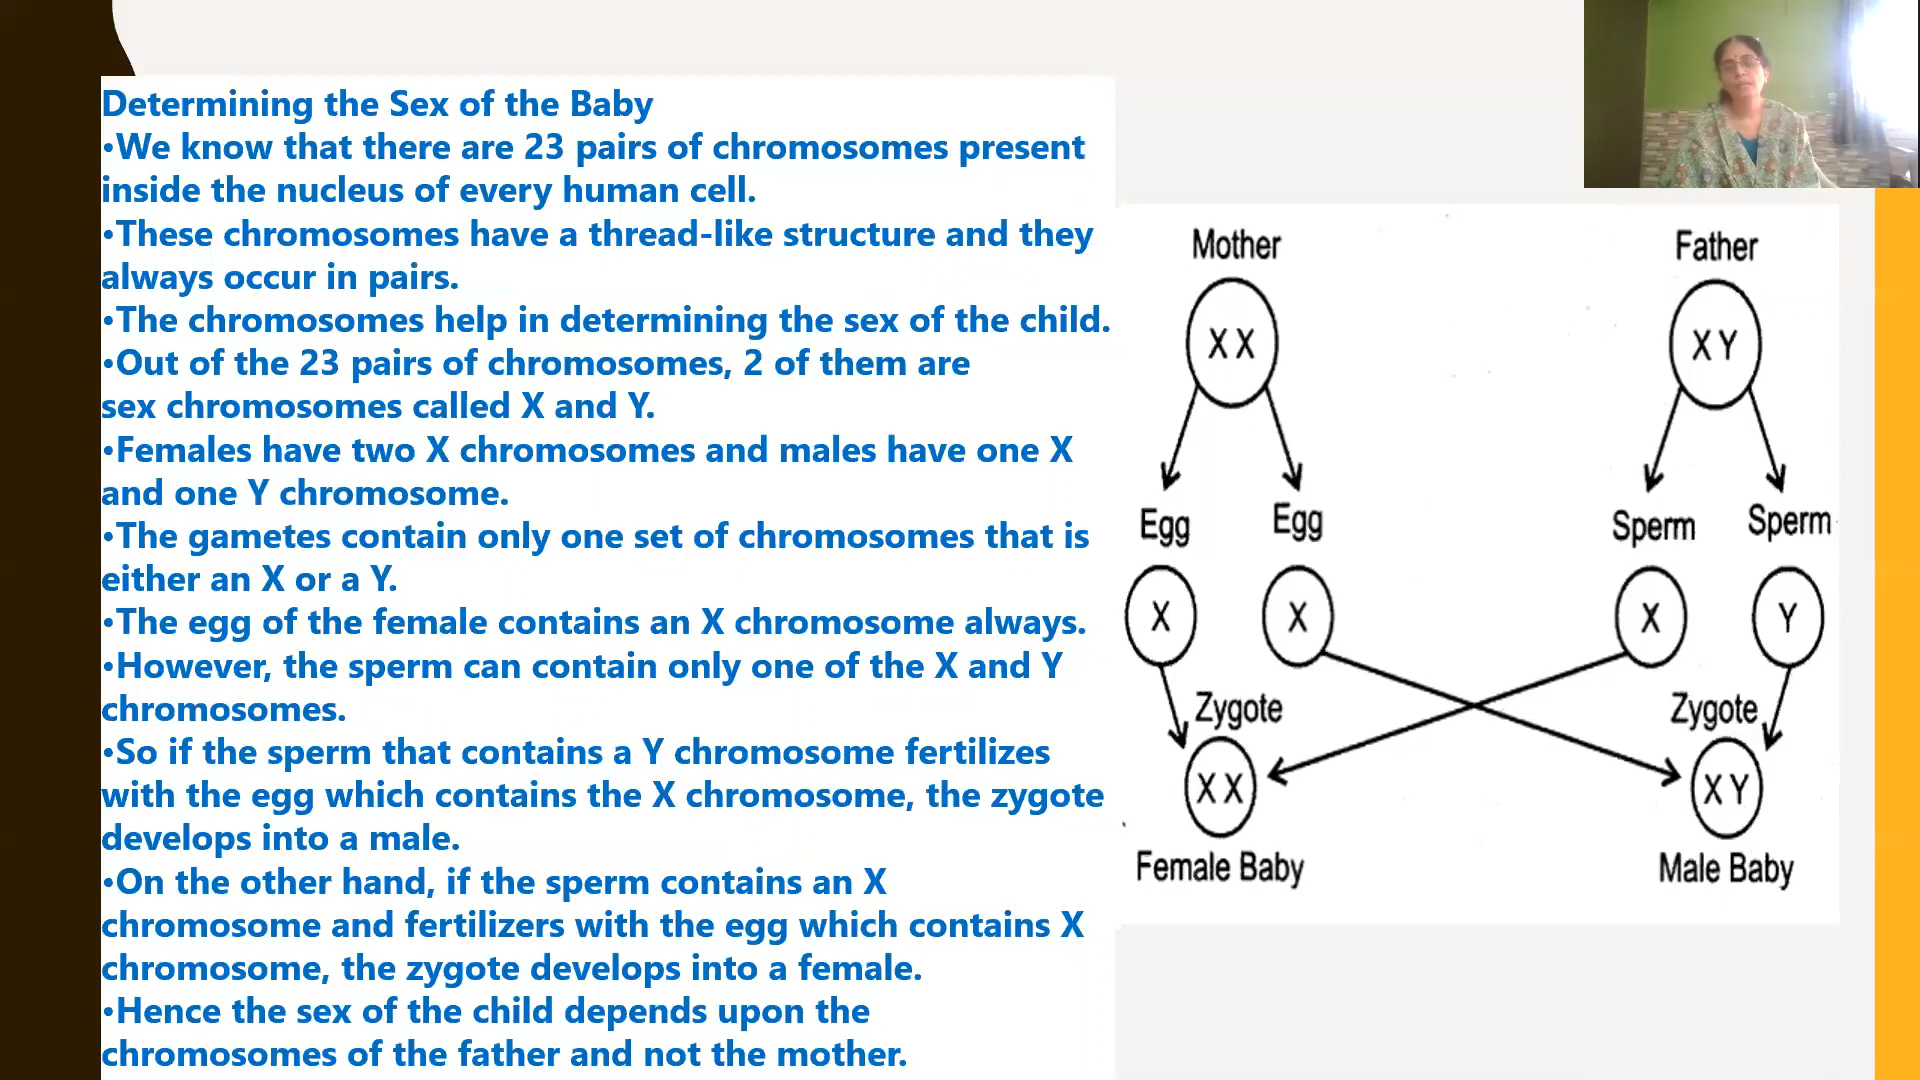 Determining the Sex of the Baby
•We know that there are 23 pairs of chromosomes present
inside the nucleus of every human cell.
•These chromosomes have a thread-like structure and they
always occur in pairs.
•The chromosomes help in determining the sex of the child.
•Out of the 23 pairs of chromosomes, 2 of them are
sex chromosomes called X and Y.
•Females have two X chromosomes and males have one X
and one Y chromosome.
•The gametes contain only one set of chromosomes that is
either an X or a Y.
•The egg of the female contains an X chromosome always.
•However, the sperm can contain only one of the X and Y
chromosomes.
•So if the sperm that contains a Y chromosome fertilizes
with the egg which contains the X chromosome, the zygote
develops into a male.
•On the other hand, if the sperm contains an X
chromosome and fertilizers with the egg which contains X
chromosome, the zygote develops into a female.
•Hence the sex of the child depends upon the
chromosomes of the father and not the mother.
Mother Father
X X X Y
Egg Egg Sperm Sperm
X X X Y
Zygote Zygote
X X X Y
Female Baby Male Baby